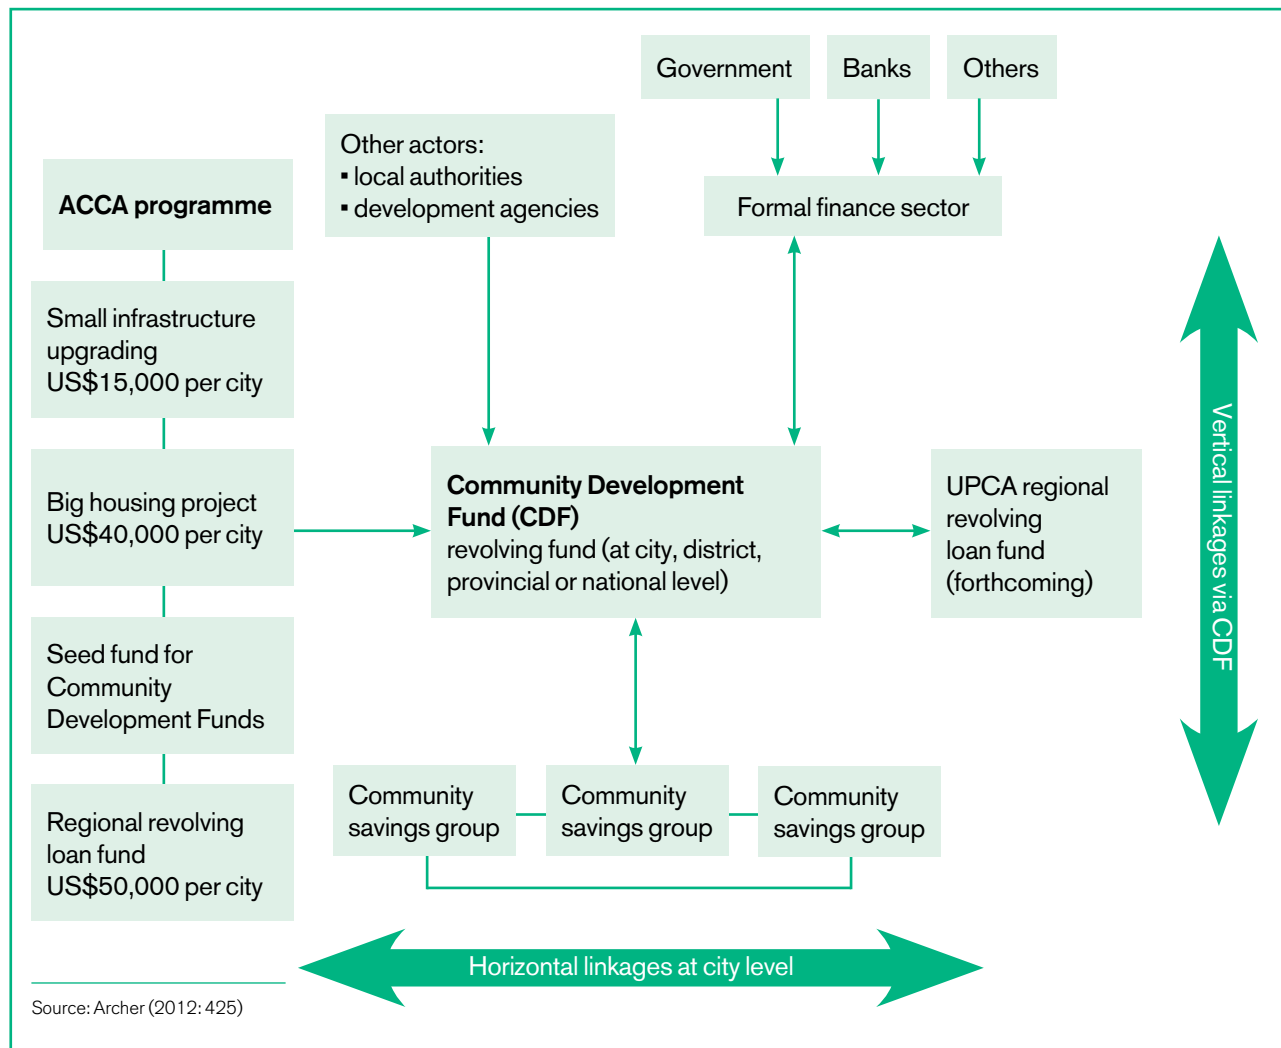 Government
Banks
Others
Other actors:
▪ local authorities
▪ development agencies
Formal finance sector
ACCA programme
Small infrastructure
upgrading
US$15,000 per city
Big housing project
US$40,000 per city
Seed fund for
Community
Development Funds
Regional revolving
loan fund
US$50,000 per city
Community Development
Fund (CDF)
revolving fund (at city, district,
provincial or national level)
UPCA regional
revolving
loan fund
(forthcoming)
Community
savings group
Community
savings group
Community
savings group
Vertical linkages via CDF
Horizontal linkages at city level
Source: Archer (2012: 425)